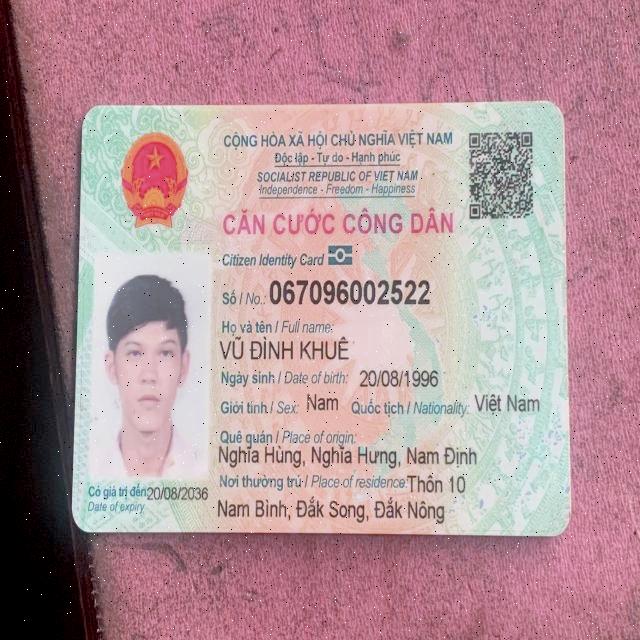 CỘNG HÒA XÃ HỘI CHỦ NGHĨA VIỆT NAM
Độc lập - Tự do - Hạnh phúc
SOCIALIST REPUBLIC OF VIET NAM
Independence - Freedom - Happiness
CĂN CƯỚC CÔNG DÂN
Citizen Identity Card
Số / No.: 067096002522
Họ và tên / Full name:
VŨ ĐÌNH KHUÊ
Ngày sinh / Date of birth: 20/08/1996
Giới tính / Sex: Nam Quốc tịch / Nationality: Việt Nam
Quê quán / Place of origin:
Nghĩa Hùng, Nghĩa Hưng, Nam Định
Nơi thường trú / Place of residence: Thôn 10
Nam Bình, Đắk Song, Đắk Nông
Có giá trị đến: 20/08/2036
Date of expiry